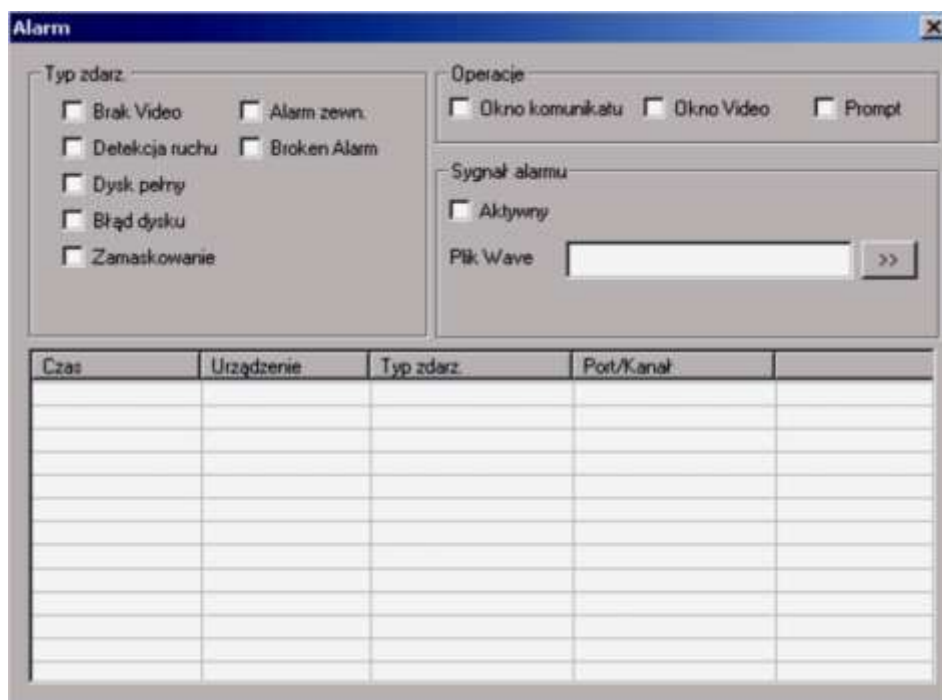 Alarm
Typ zdarz.
Brak Video
Alarm zewn.
Detekcja ruchu
Broken Alarm
Dysk pełny
Błąd dysku
Zamaskowanie
Operacje
Okno komunikatu
Okno Video
Prompt
Sygnał alarmu
Aktywny
Plik Wave
>>
Czas
Urządzenie
Typ zdarz.
Port/Kanał